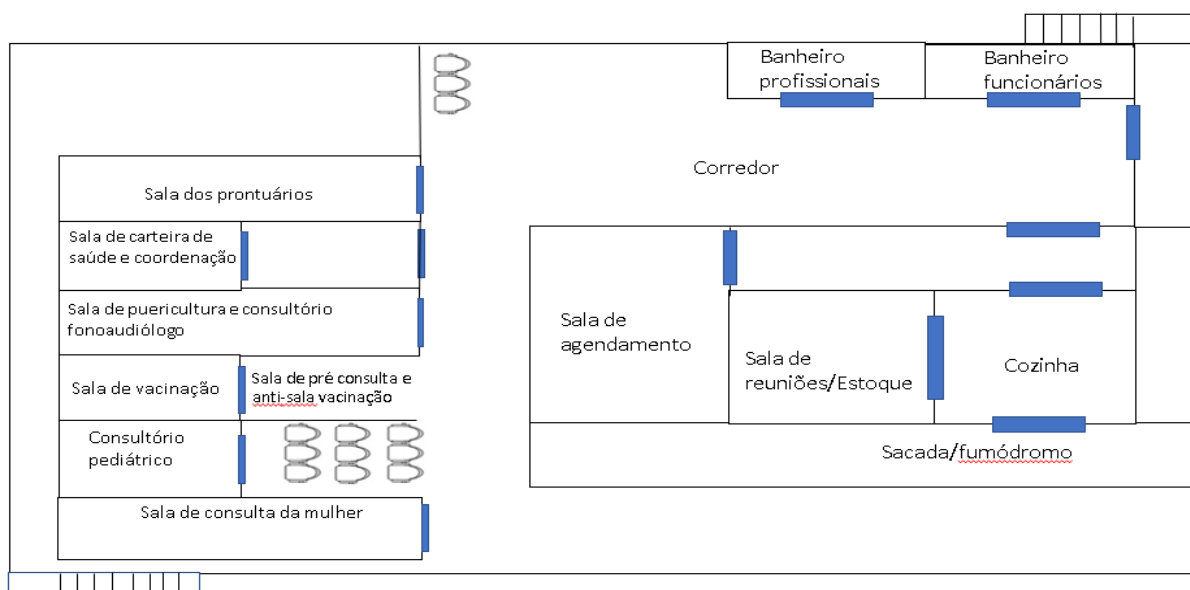 Banheiro
profissionais
Banheiro
funcionários
Corredor
Sala dos prontuários
Sala de carteira de
saúde e coordenação
Sala de puericultura e consultório
fonoaudiólogo
Sala de vacinação
Sala de pré consulta e
anti-sala vacinação
Consultório
pediátrico
Sala de consulta da mulher
Sala de
agendamento
Sala de
reuniões/Estoque
Cozinha
Sacada/fumódromo